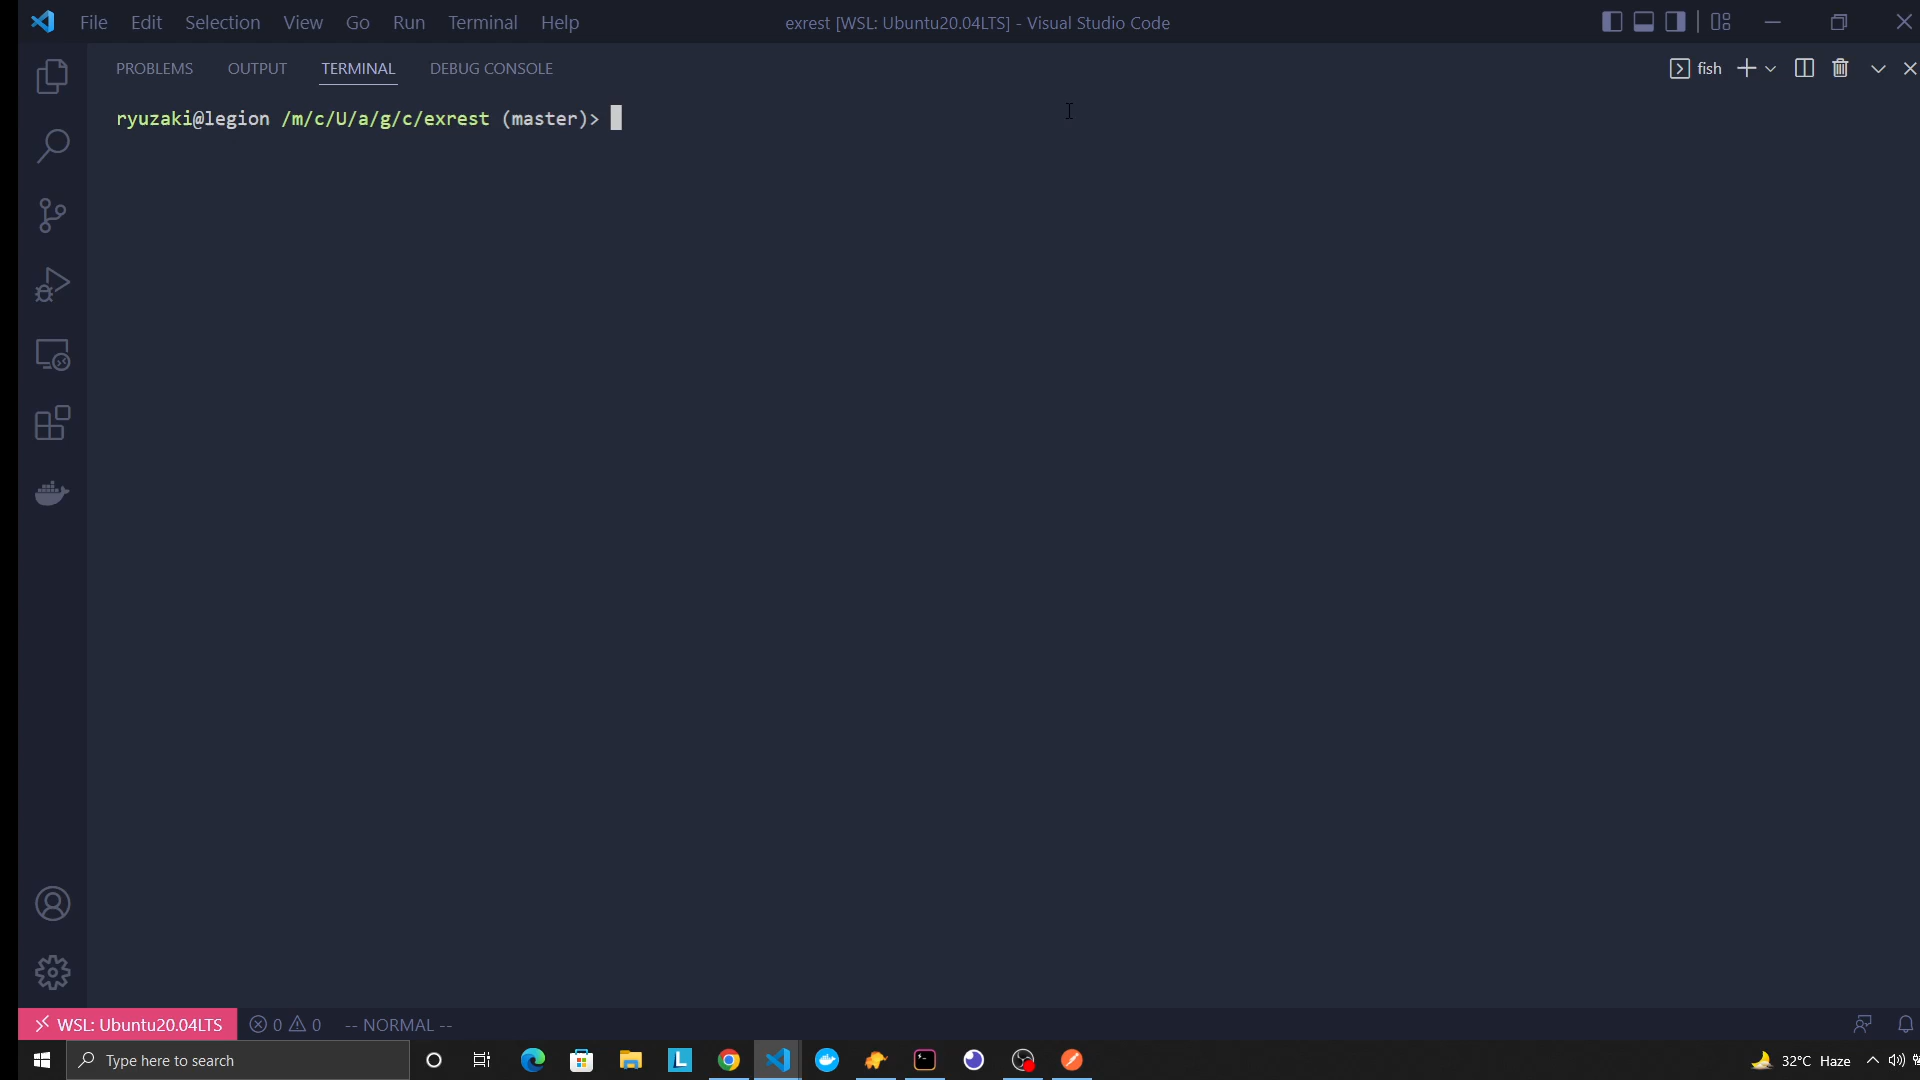 File Edit Selection View Go Run Terminal Help exrest [WSL: Ubuntu20.04LTS] - Visual Studio Code
PROBLEMS OUTPUT TERMINAL DEBUG CONSOLE fish
ryuzaki@legion /m/c/U/a/g/c/exrest (master)>
WSL: Ubuntu20.04LTS 0 0 -- NORMAL --
Type here to search L 32°C Haze